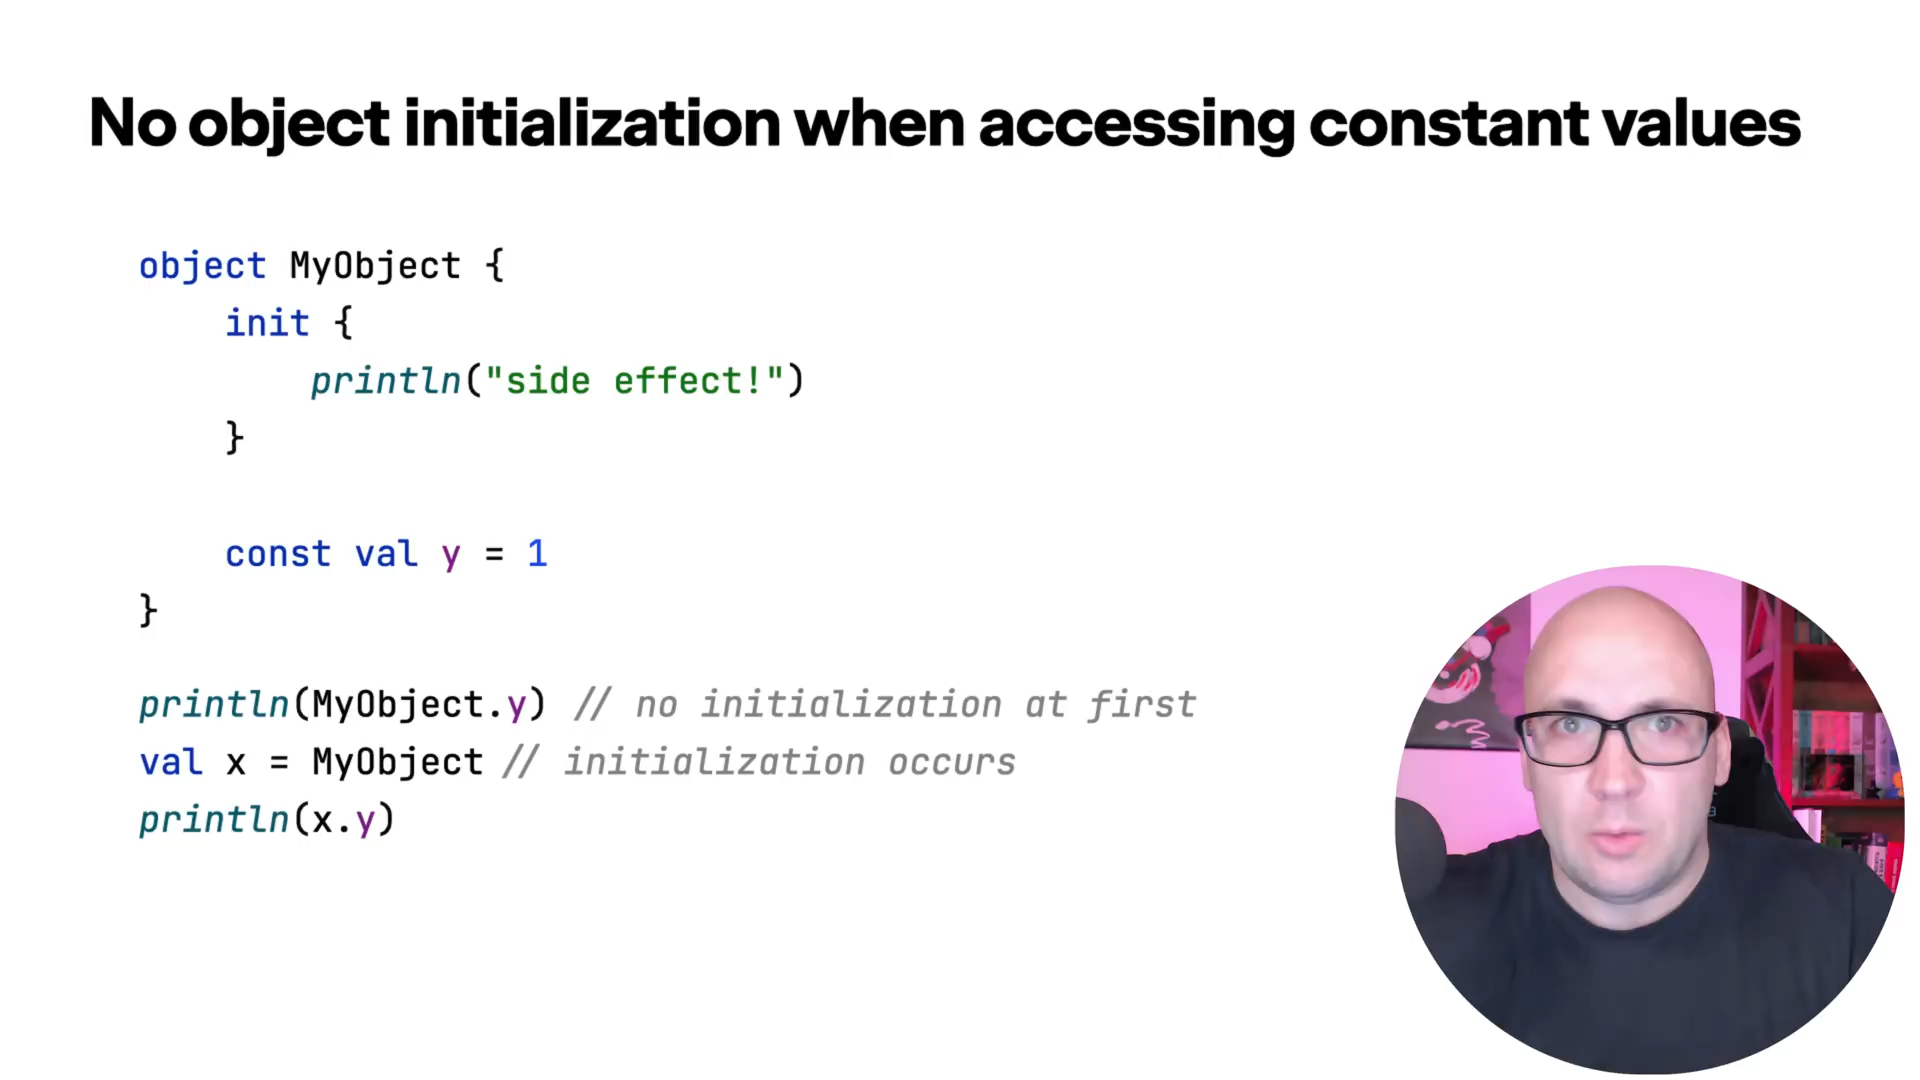 No object initialization when accessing constant values
object MyObject {
init {
println("side effect!")
}
const val y = 1
}
println(MyObject.y) // no initialization at first
val x = MyObject // initialization occurs
println(x.y)